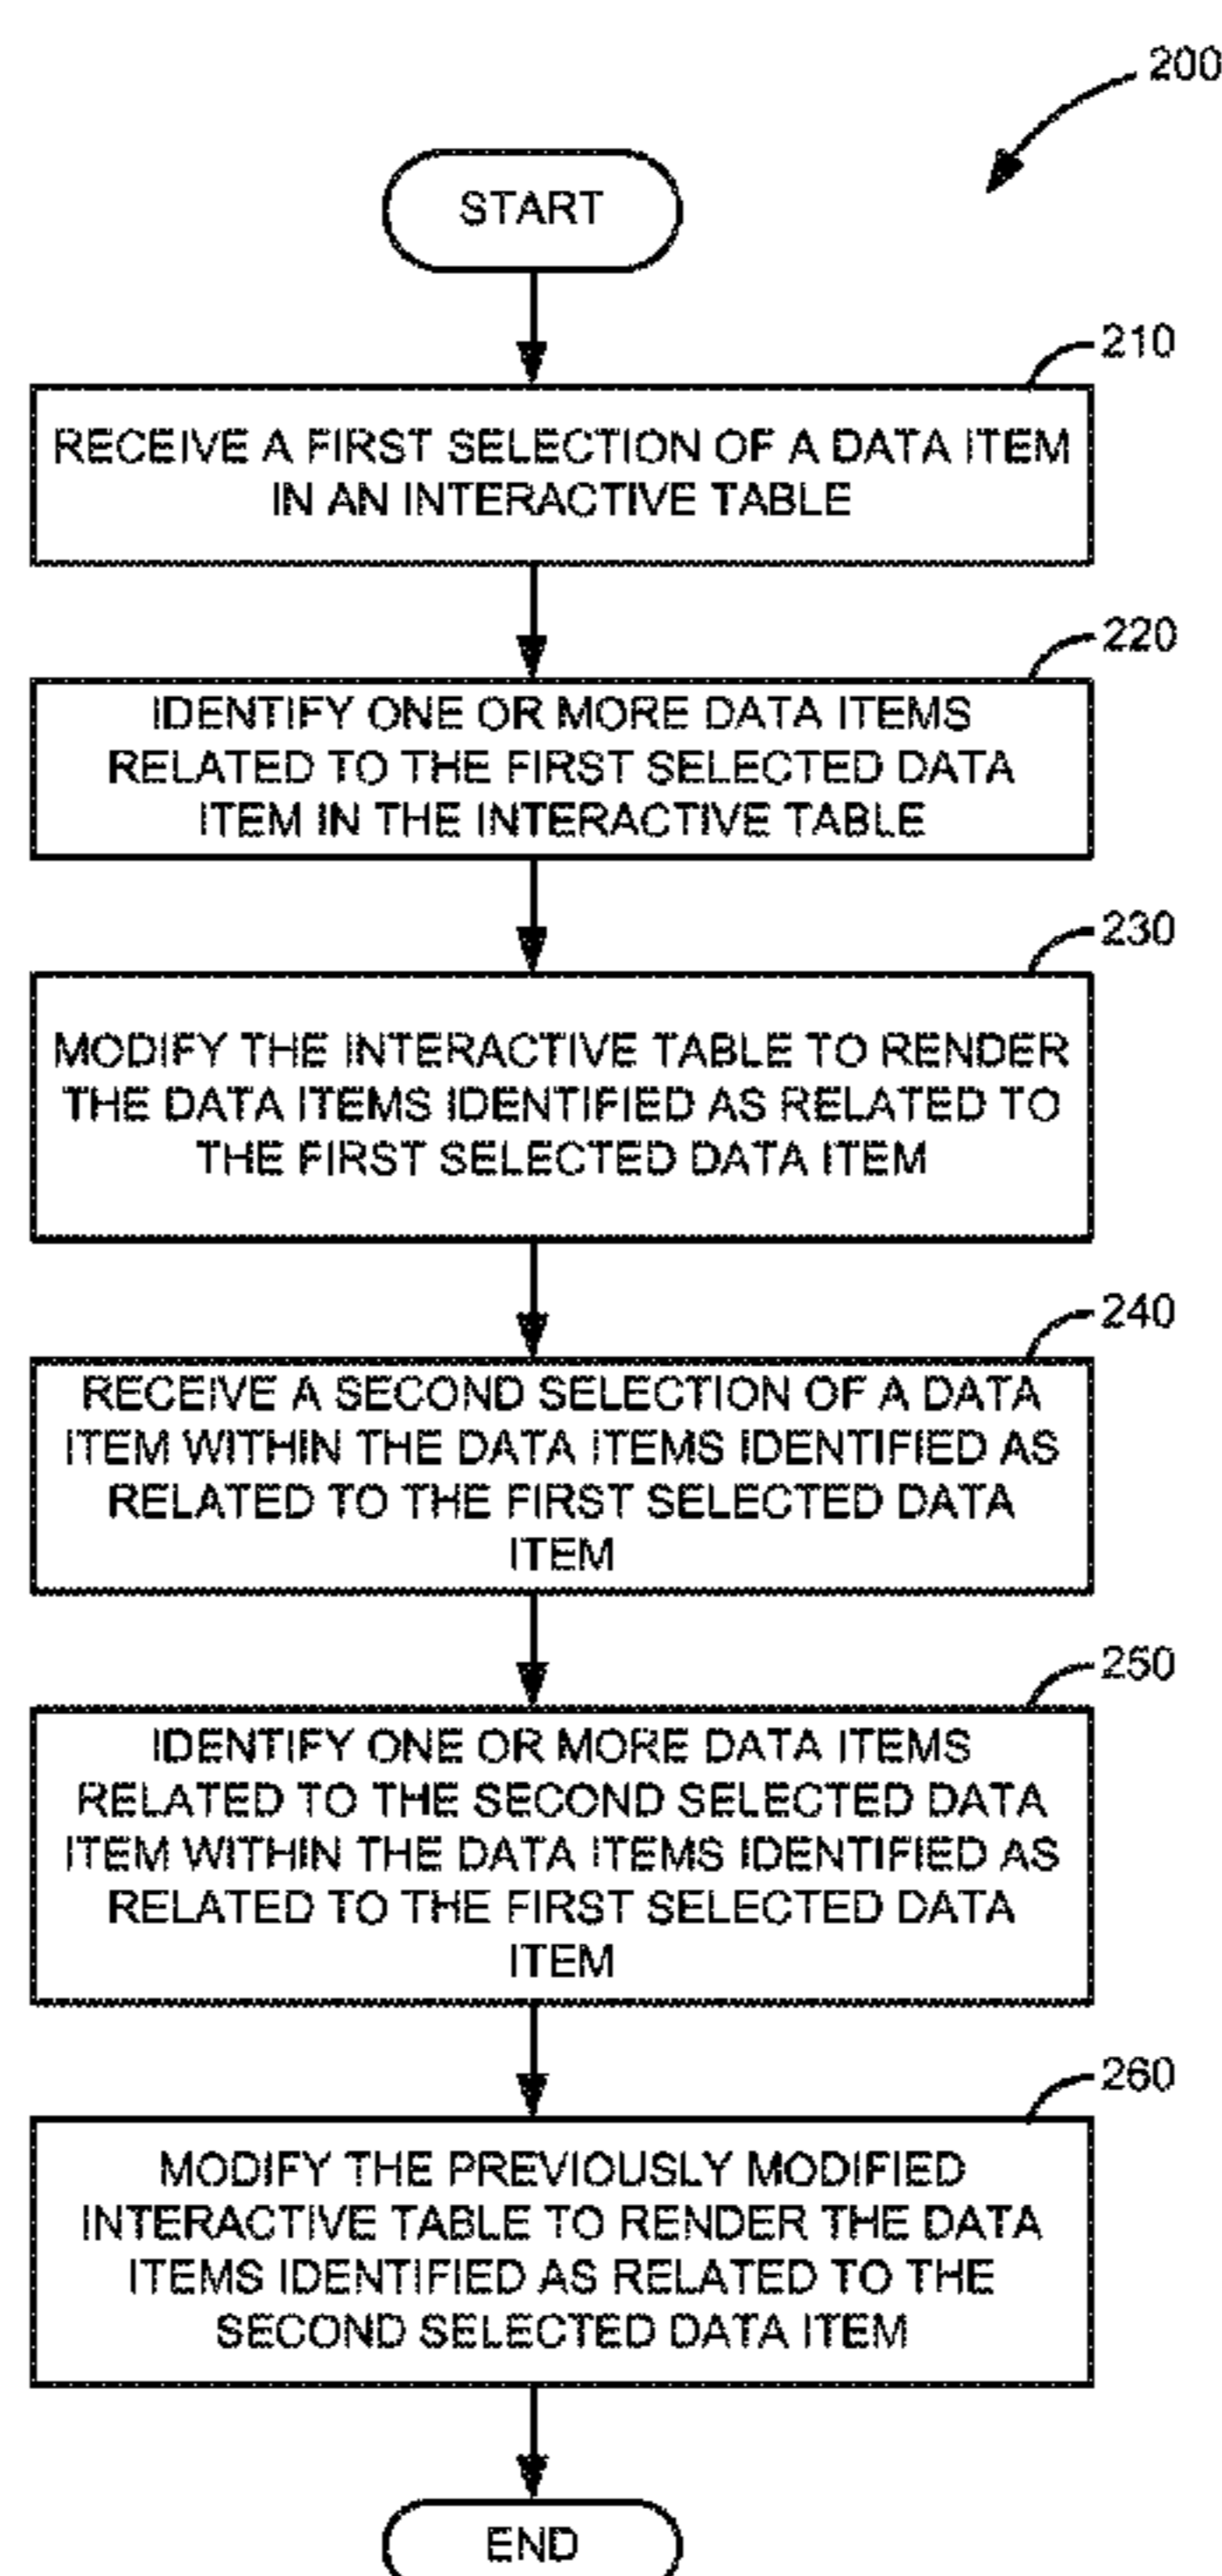 200
START
210
RECEIVE A FIRST SELECTION OF A DATA ITEM
IN AN INTERACTIVE TABLE
220
IDENTIFY ONE OR MORE DATA ITEMS
RELATED TO THE FIRST SELECTED DATA
ITEM IN THE INTERACTIVE TABLE
230
MODIFY THE INTERACTIVE TABLE TO RENDER
THE DATA ITEMS IDENTIFIED AS RELATED TO
THE FIRST SELECTED DATA ITEM
240
RECEIVE A SECOND SELECTION OF A DATA
ITEM WITHIN THE DATA ITEMS IDENTIFIED AS
RELATED TO THE FIRST SELECTED DATA
ITEM
250
IDENTIFY ONE OR MORE DATA ITEMS
RELATED TO THE SECOND SELECTED DATA
ITEM WITHIN THE DATA ITEMS IDENTIFIED AS
RELATED TO THE FIRST SELECTED DATA
ITEM
260
MODIFY THE PREVIOUSLY MODIFIED
INTERACTIVE TABLE TO RENDER THE DATA
ITEMS IDENTIFIED AS RELATED TO THE
SECOND SELECTED DATA ITEM
END